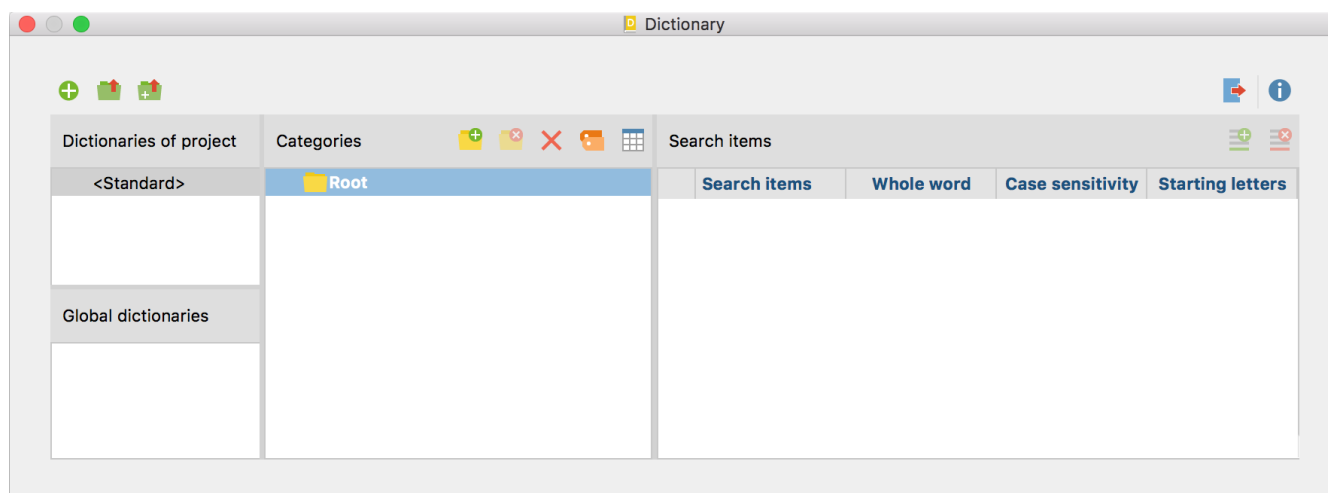 Dictionary
Dictionaries of project
Categories
Search items
<Standard>
Root
Search items Whole word Case sensitivity Starting letters
Global dictionaries